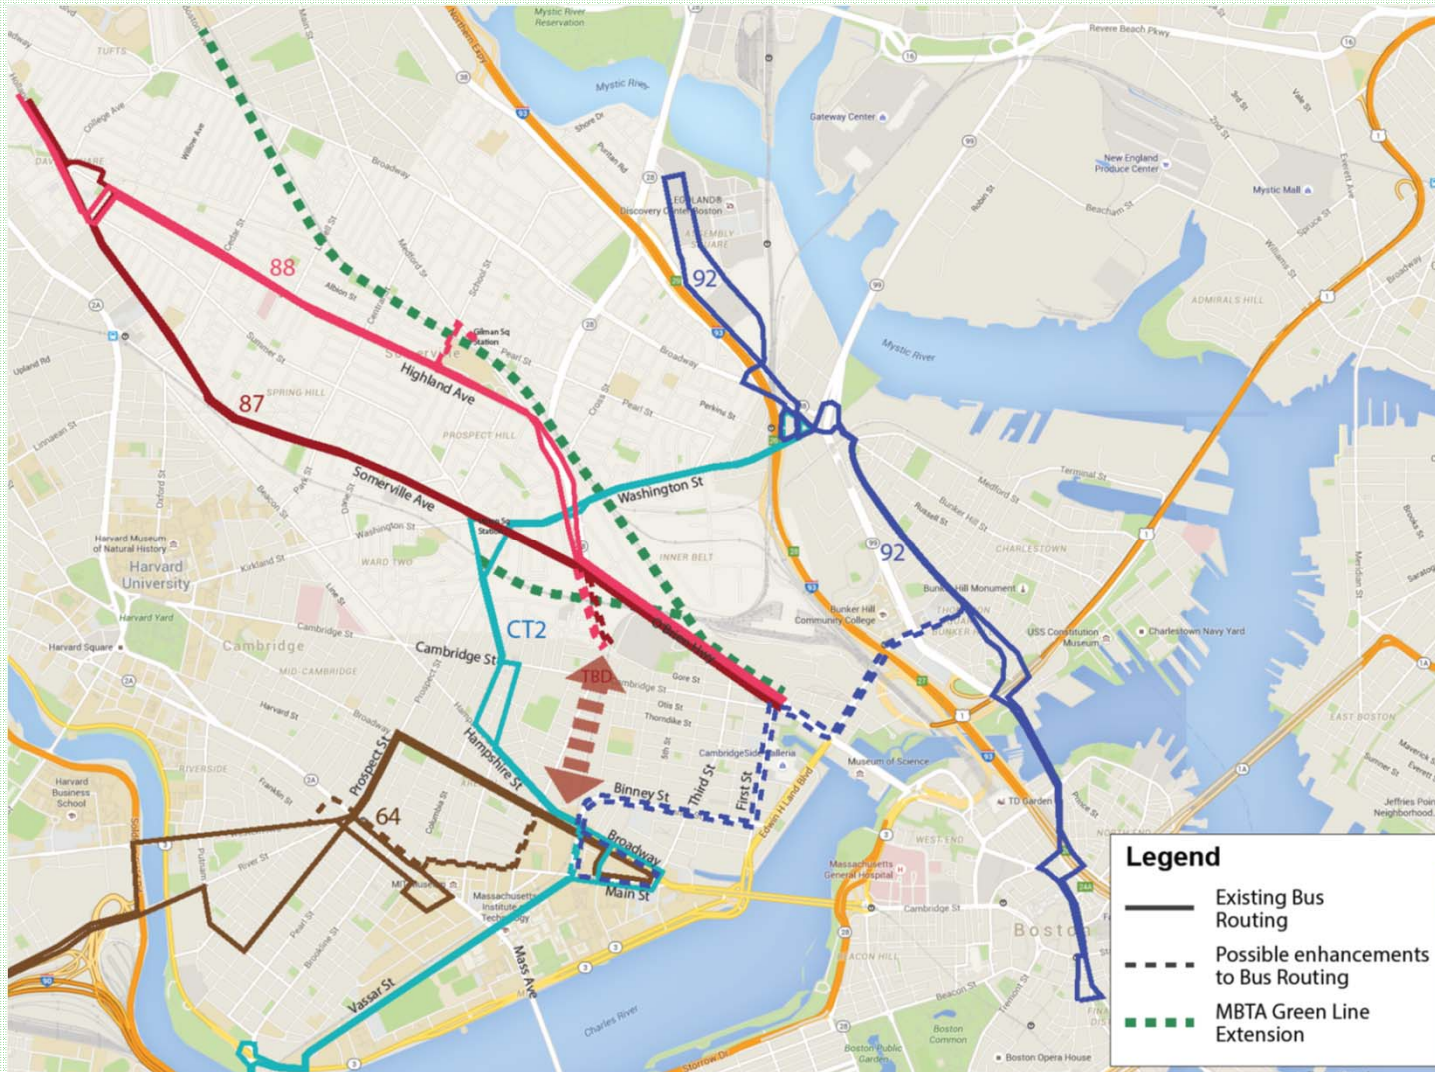 Mystic River
Reservation
Revere Beach Pkwy
TUFTS
College Ave
Willow Ave
Broadway
Shore Dr
Puritan Rd
Mystic River
Gateway Center
New England
Produce Center
Mystic Mall
3rd St
2nd St
Vale St
Everett Ave
Beacham St
Robin St
Spruce St
Williams St
Broadway
ADMIRALS HILL
LEGOLAND®
Discovery Center Boston
ASSEMBLY
SQUARE
92
88
Cedar St
Albion St
Medford St
School St
Central
Gilman Sq
Station
Pearl St
Highland Ave
Summer St
SPRING HILL
Upland Rd
87
Linnaean St
PROSPECT HILL
Cross St
Pearl St
Perkins St
Broadway
Mystic River
Somerville Ave
Washington St
Park St
Dane St
Beacon St
Oxford St
Washington St
WARD TWO
INNER BELT
Terminal St
Medford St
Bunker Hill St
Russell St
CHARLESTOWN
92
Bunker Hill Monument
Bunker Hill
Community College
USS Constitution
Museum
Charlestown Navy Yard
Brooks St
Meridian St
Harvard Museum
of Natural History
Harvard
University
Kirkland St
Line St
Harvard Yard
Harvard Square
Cambridge St
Cambridge
MID-CAMBRIDGE
Cambridge St
CT2
Prospect St
Harvard St
Broadway
TBD
Gore St
Otis St
Thorndike St
5th St
CambridgeSide Galleria
Museum of Science
TD Garden
EAST BOSTON
Maverick S
Sumner St
Jeffries Poin
Neighborhood
RIVERSIDE
Harvard
Business
School
Franklin St
Putnam
River St
Prospect St
64
Columbia St
Hampshire St
Binney St
Third St
First St
Edwin H Land Blvd
Broadway
Main St
MIT Museum
Massachusetts
Institute of
Technology
Pearl St
Brookline St
Mass Ave
Vassar St
Massachusetts
General Hospital
WEST END
NORTH END
Prince St
Cambridge St
Boston
BEACON HILL
Beacon St
Tremont St
Charles River
Boston
Common
Boston Public
Garden
Storrow Dr
Boston Opera House
Legend
Existing Bus
Routing
Possible enhancements
to Bus Routing
MBTA Green Line
Extension